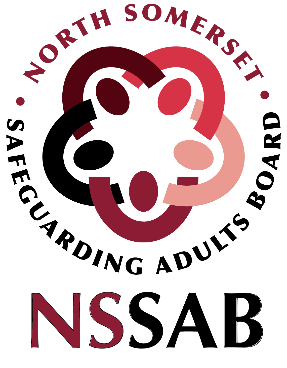 • NORTH SOMERSET •
SAFEGUARDING ADULTS BOARD
NSSAB